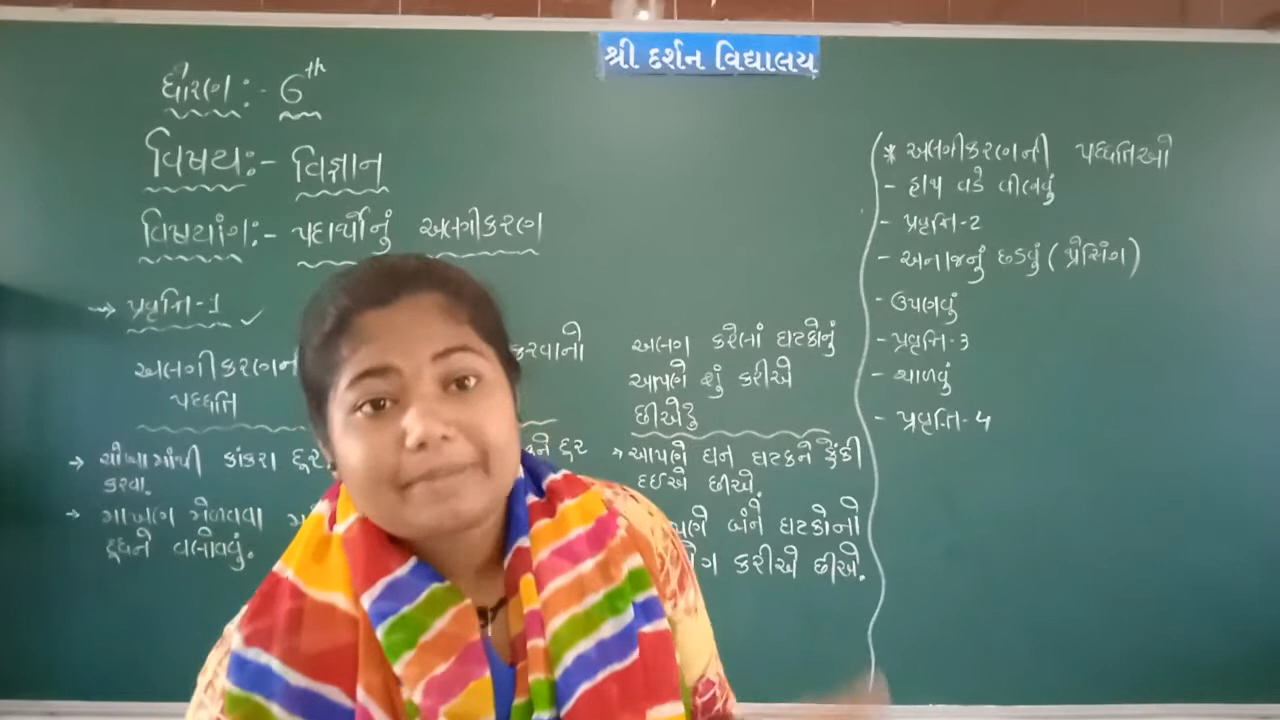 શ્રી દર્શન વિદ્યાલય
ધોરણ:- 6th
વિષય:- વિજ્ઞાન
વિષયાંગ:- પદાર્થોનું અલગીકરણ
પ્રવૃત્તિ-1
અલગીકરણન
પધ્ધતિ
કરવાનો
અલગ કરેલાં ઘટકોનું
આપણે શું કરીએ
છીએ?
→ ચોખામાંથી કાંકરા દૂર
કરવા.
દૂર
→ આપણે ઘન ઘટકને ફેંકી
દઈએ છીએ.
→ માખણ મેળવવા
દૂધને વલોવવું.
બંને ઘટકોનો
કરીએ છીએ.
* અલગીકરણની પધ્ધતિઓ
- હાથ વડે વીણવું
- પ્રવૃત્તિ-2
- અનાજનું છડવું (થ્રેસિંગ)
- ઉપણવું
- પ્રવૃત્તિ-3
- ચાળવું
- પ્રવૃત્તિ-4